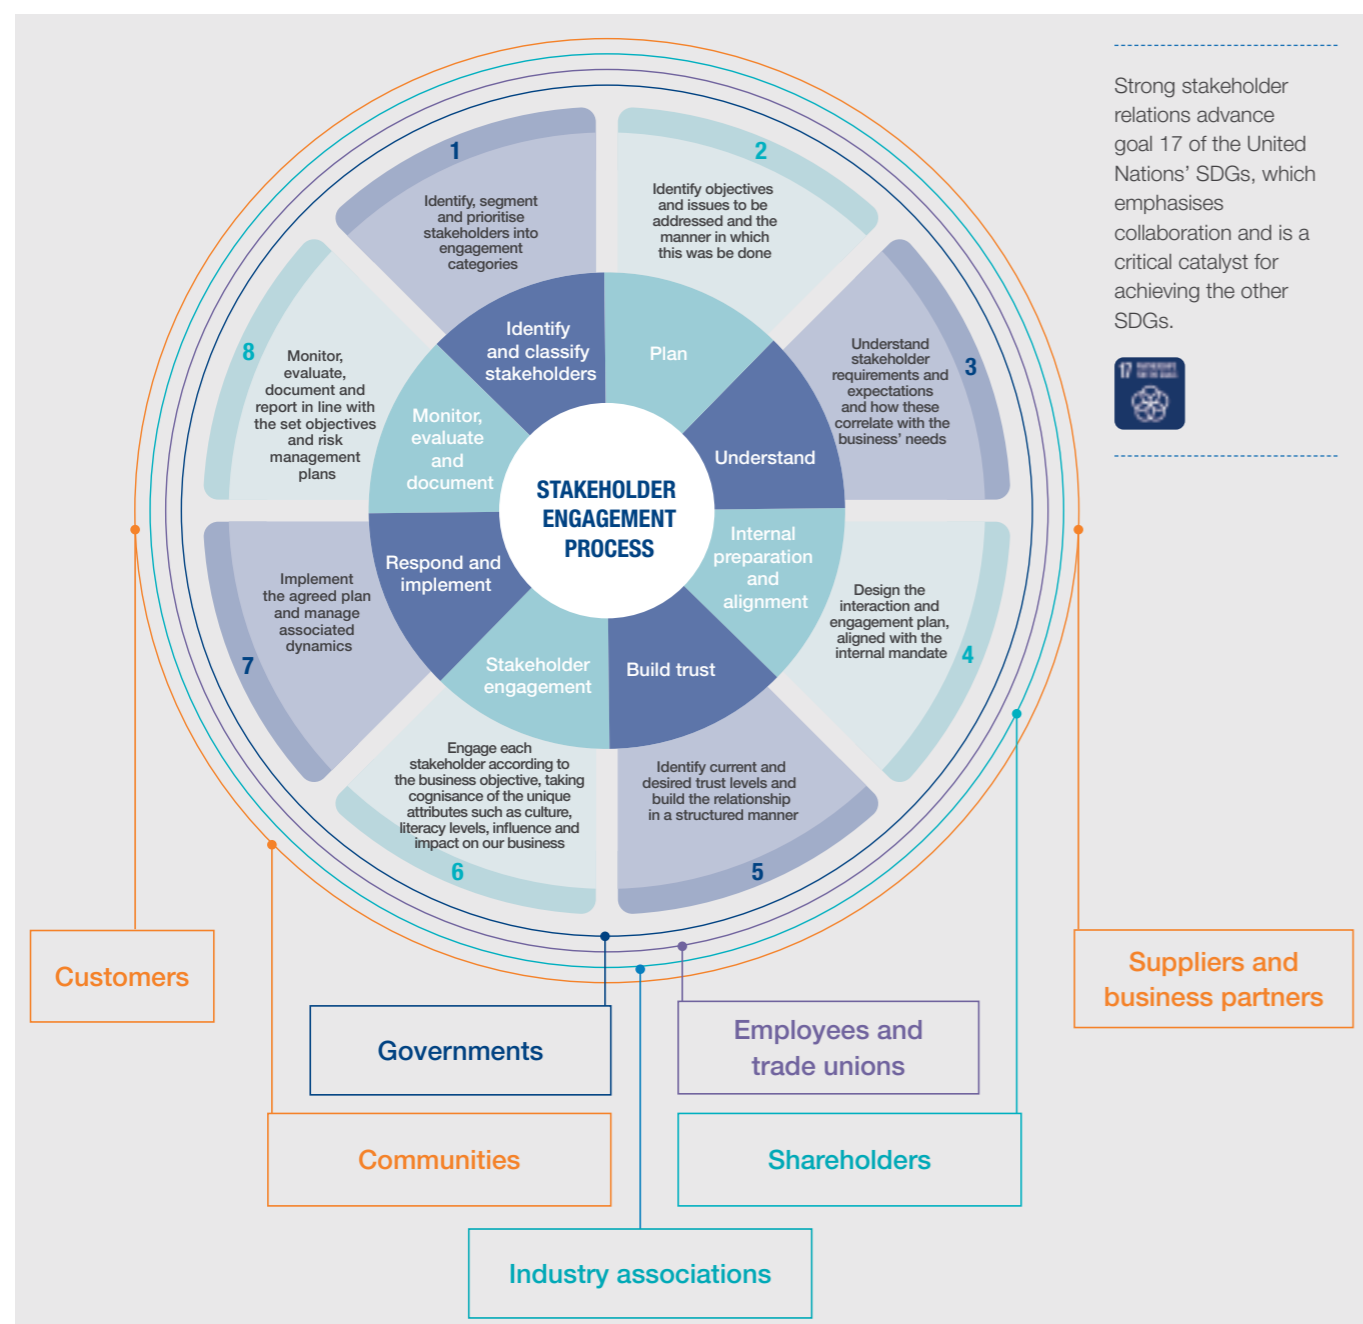 Strong stakeholder
relations advance
goal 17 of the United
Nations' SDGs, which
emphasises
collaboration and is a
critical catalyst for
achieving the other
SDGs.
17 PARTNERSHIPS
FOR THE GOALS
STAKEHOLDER
ENGAGEMENT
PROCESS
1
Identify, segment
and prioritise
stakeholders into
engagement
categories
Identify
and classify
stakeholders
2
Identify objectives
and issues to be
addressed and the
manner in which
this was be done
Plan
3
Understand
stakeholder
requirements and
expectations
and how these
correlate with the
business' needs
Understand
4
Design the
interaction and
engagement plan,
aligned with the
internal mandate
Internal
preparation
and
alignment
5
Identify current and
desired trust levels and
build the relationship
in a structured manner
Build trust
6
Engage each
stakeholder according to
the business objective, taking
cognisance of the unique
attributes such as culture,
literacy levels, influence and
impact on our business
Stakeholder
engagement
7
Implement
the agreed plan
and manage
associated
dynamics
Respond and
implement
8
Monitor,
evaluate,
document and
report in line with
the set objectives
and risk
management
plans
Monitor,
evaluate
and
document
Customers
Suppliers and
business partners
Governments
Employees and
trade unions
Communities
Shareholders
Industry associations